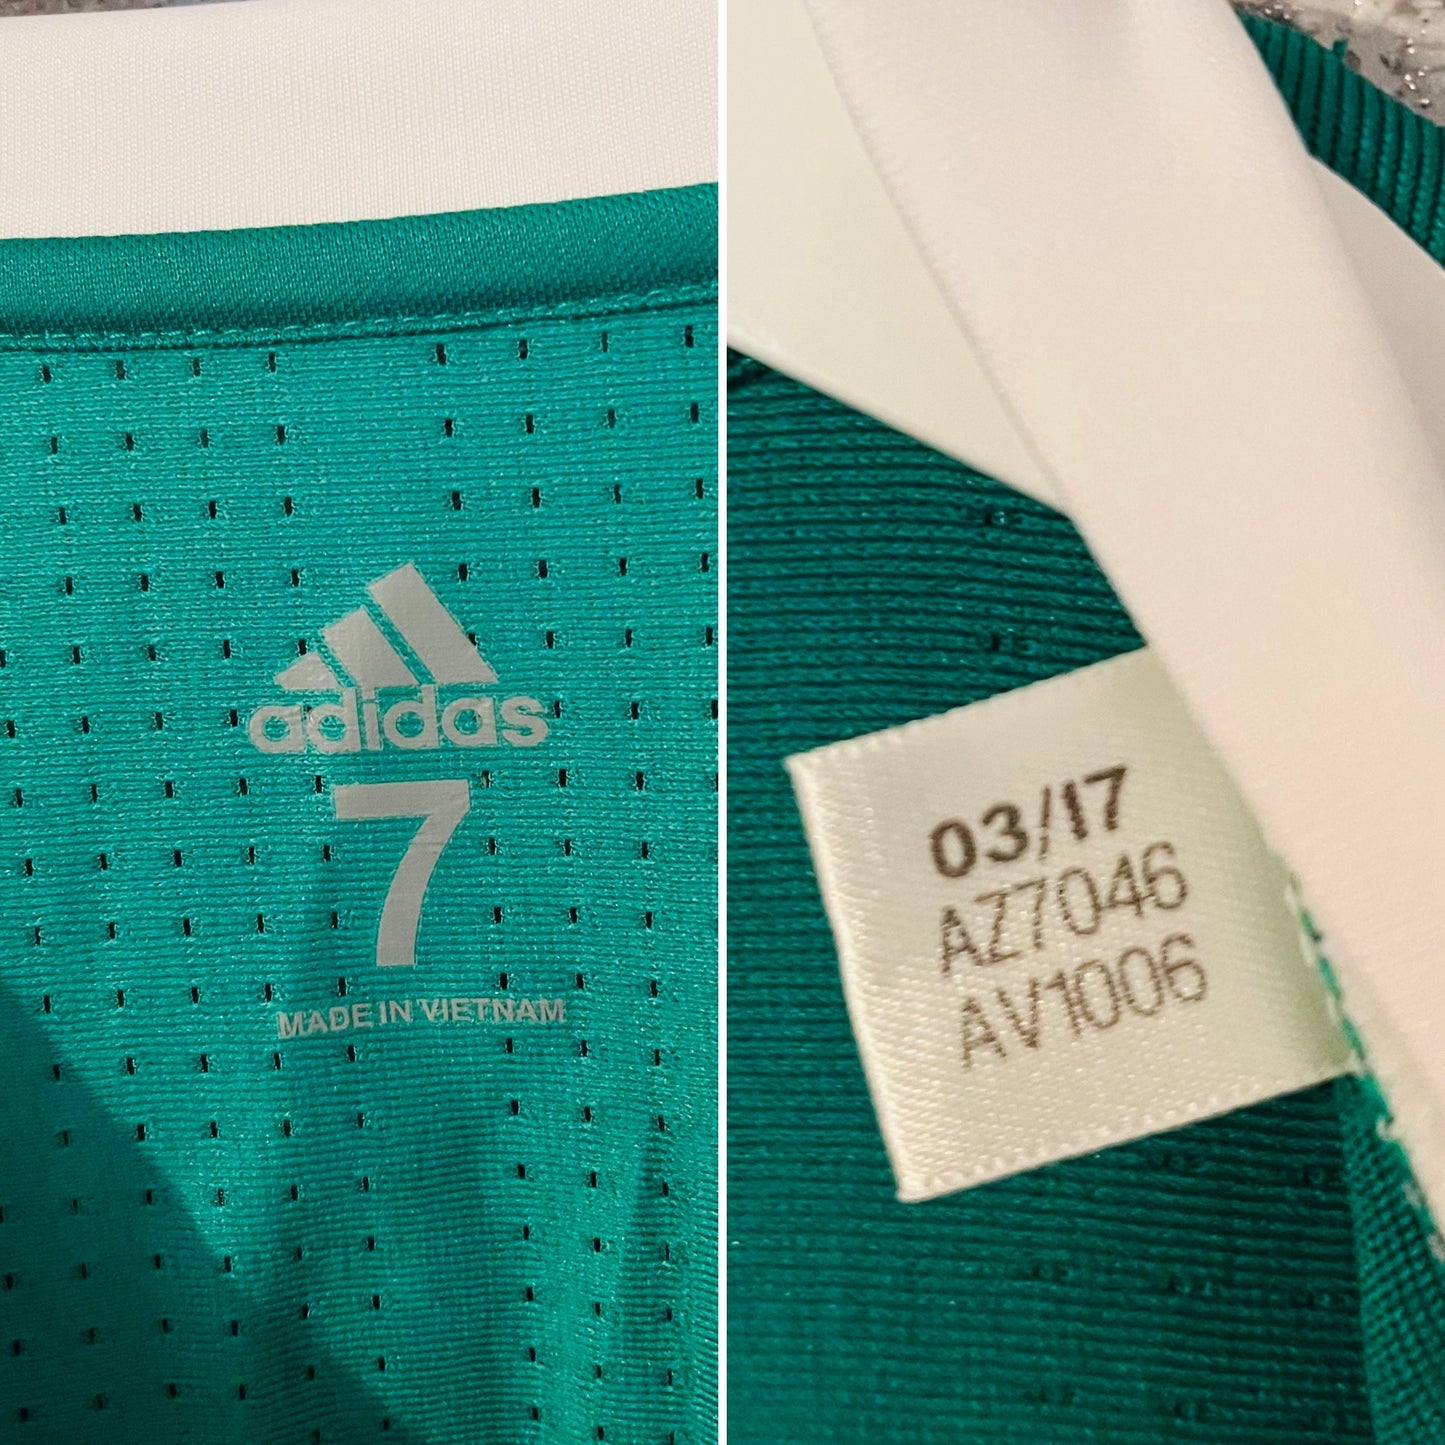 adidas
7
MADE IN VIETNAM
03/17
AZ7046
AV1006